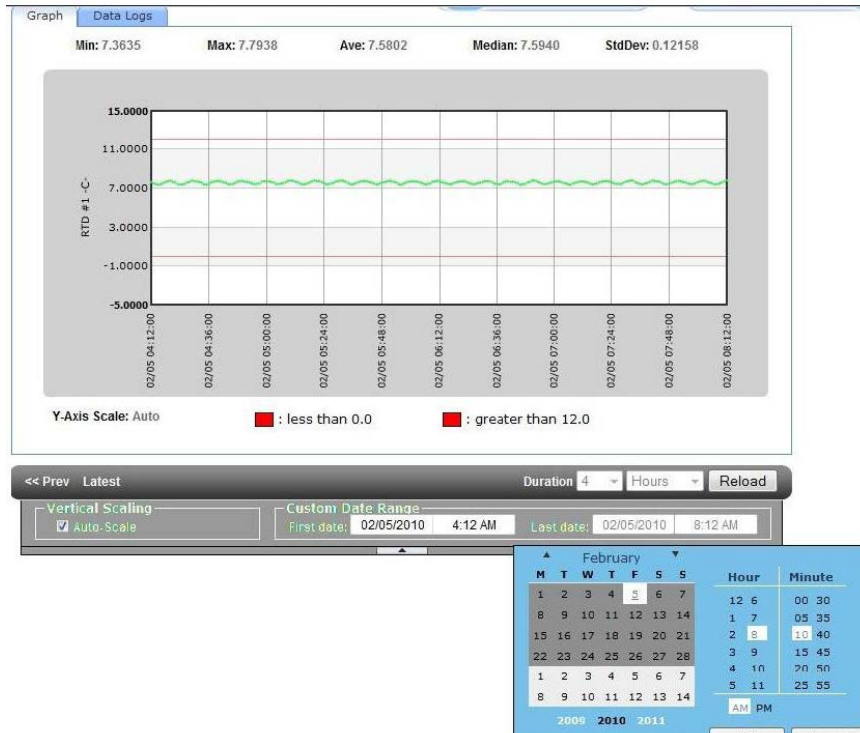 Graph Data Logs
Min: 7.3635 Max: 7.7938 Ave: 7.5802 Median: 7.5940 StdDev: 0.12158
RTD #1 -C-
15.0000
11.0000
7.0000
3.0000
-1.0000
-5.0000
02/05 04:12:00
02/05 04:36:00
02/05 05:00:00
02/05 05:24:00
02/05 05:48:00
02/05 06:12:00
02/05 06:36:00
02/05 07:00:00
02/05 07:24:00
02/05 07:48:00
02/05 08:12:00
Y-Axis Scale: Auto : less than 0.0 : greater than 12.0
<< Prev Latest Duration 4 Hours Reload
Vertical Scaling Custom Date Range
Auto-Scale First date: 02/05/2010 4:12 AM Last date: 02/05/2010 8:12 AM
February
M T W T F S S
1 2 3 4 5 6 7
8 9 10 11 12 13 14
15 16 17 18 19 20 21
22 23 24 25 26 27 28
1 2 3 4 5 6 7
8 9 10 11 12 13 14
2009 2010 2011
Hour Minute
12 6 00 30
1 7 05 35
2 8 10 40
3 9 15 45
4 10 20 50
5 11 25 55
AM PM